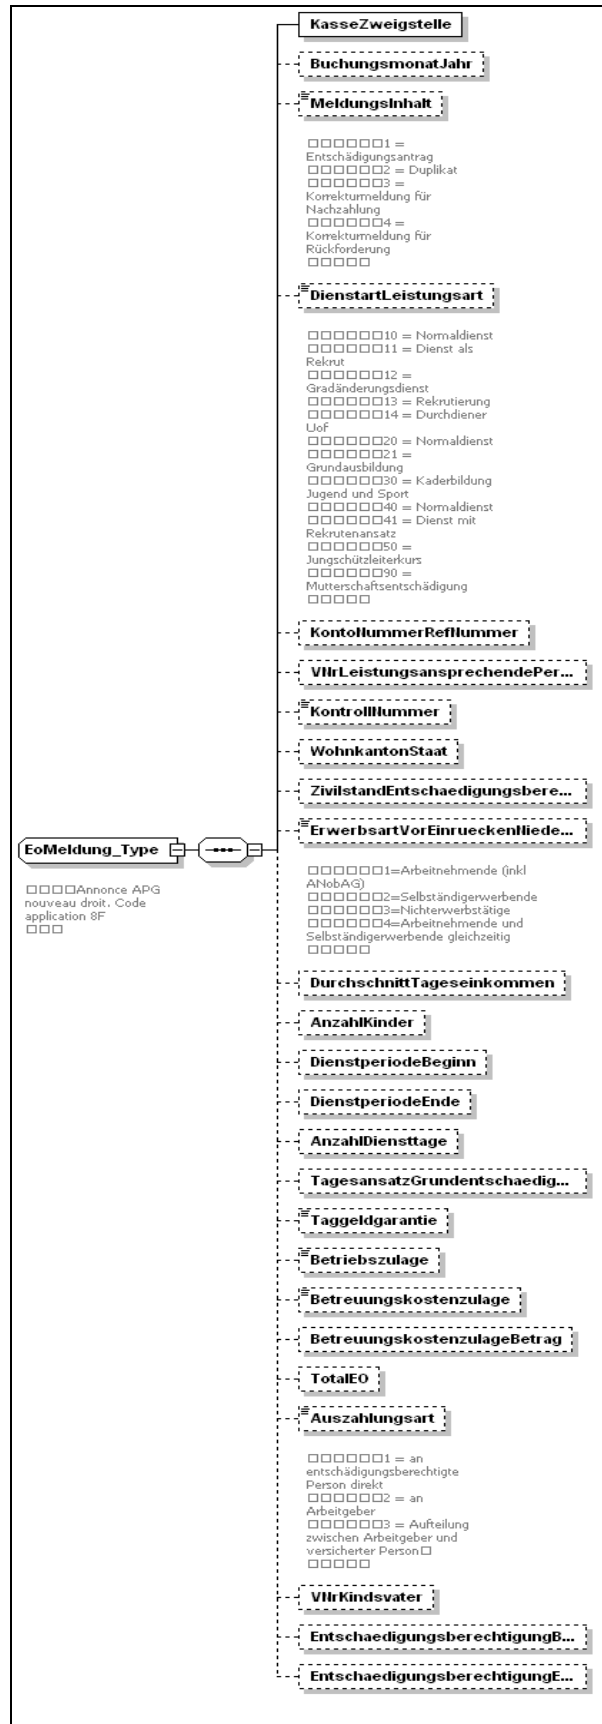 KasseZweigstelle
BuchungsmonatJahr
MeldungsInhalt
□□□□□□1 =
Entschädigungsantrag
□□□□□□2 = Duplikat
□□□□□□3 =
Korrekturmeldung für
Nachzahlung
□□□□□□4 =
Korrekturmeldung für
Rückforderung
□□□□□
DienstartLeistungsart
□□□□□□10 = Normaldienst
□□□□□□11 = Dienst als
Rekrut
□□□□□□12 =
Gradänderungsdienst
□□□□□□13 = Rekrutierung
□□□□□□14 = Durchdiener
Uof
□□□□□□20 = Normaldienst
□□□□□□21 =
Grundausbildung
□□□□□□30 = Kaderbildung
Jugend und Sport
□□□□□□40 = Normaldienst
□□□□□□41 = Dienst mit
Rekrutenansatz
□□□□□□50 =
Jungschützleiterkurs
□□□□□□90 =
Mutterschaftsentschädigung
□□□□□
KontoNummerRefNummer
VNrLeistungsansprechendePer...
KontrollNummer
WohnkantonStaat
ZivilstandEntschaedigungsbere...
ErwerbsartVorEinrueckenNiede...
EoMeldung_Type
□□□□Annonce APG
nouveau droit. Code
application 8F
□□□
□□□□□□1=Arbeitnehmende (inkl
ANobAG)
□□□□□□2=Selbständigerwerbende
□□□□□□3=Nichterwerbstätige
□□□□□□4=Arbeitnehmende und
Selbständigerwerbende gleichzeitig
□□□□□
DurchschnittTageseinkommen
AnzahlKinder
DienstperiodeBeginn
DienstperiodeEnde
AnzahlDiensttage
TagesansatzGrundentschaedig...
Taggeldgarantie
Betriebszulage
Betreuungskostenzulage
BetreuungskostenzulageBetrag
TotalEO
Auszahlungsart
□□□□□□1 = an
entschädigungsberechtigte
Person direkt
□□□□□□2 = an
Arbeitgeber
□□□□□□3 = Aufteilung
zwischen Arbeitgeber und
versicherter Person□
□□□□□
VNrKindsvater
EntschaedigungsberechtigungB...
EntschaedigungsberechtigungE...